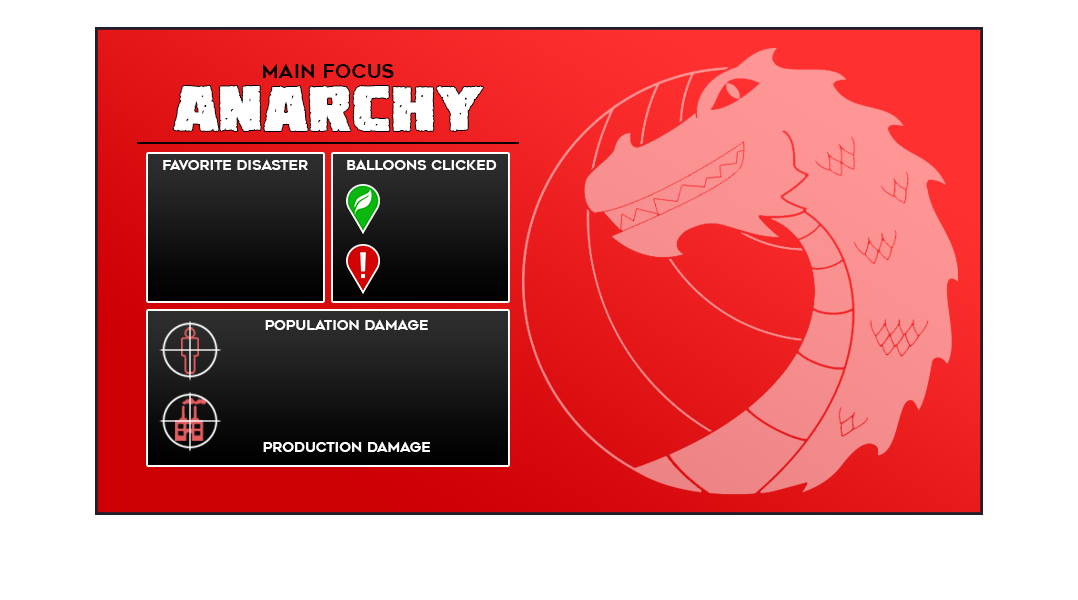 MAIN FOCUS
ANARCHY
FAVORITE DISASTER
BALLOONS CLICKED
!
POPULATION DAMAGE
PRODUCTION DAMAGE